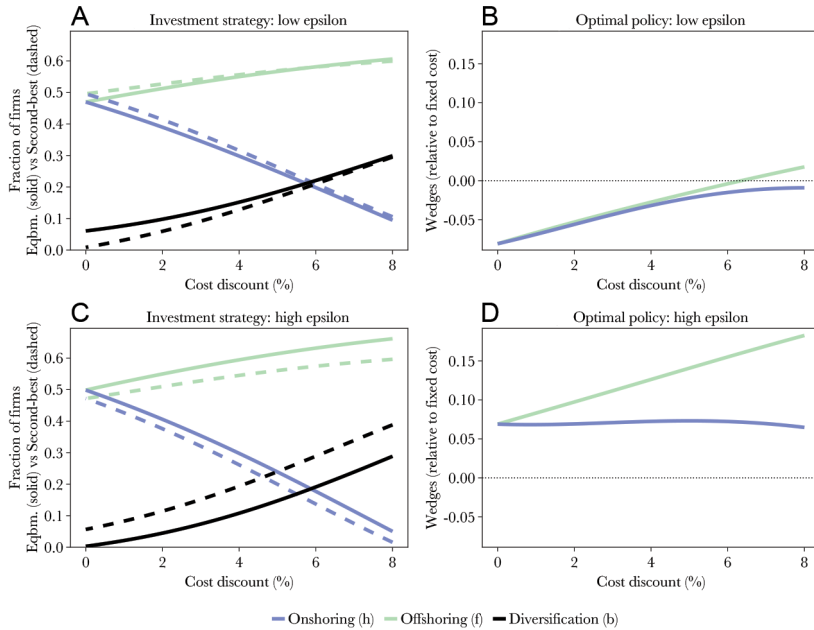 A
Investment strategy: low epsilon
Fraction of firms
Eqbm. (solid) vs Second-best (dashed)
0.6
0.5
0.4
0.3
0.2
0.1
0.0
0 2 4 6 8
Cost discount (%)
B
Optimal policy: low epsilon
Wedges (relative to fixed cost)
0.15
0.10
0.05
0.00
-0.05
0 2 4 6 8
Cost discount (%)
C
Investment strategy: high epsilon
Fraction of firms
Eqbm. (solid) vs Second-best (dashed)
0.6
0.5
0.4
0.3
0.2
0.1
0.0
0 2 4 6 8
Cost discount (%)
D
Optimal policy: high epsilon
Wedges (relative to fixed cost)
0.15
0.10
0.05
0.00
-0.05
0 2 4 6 8
Cost discount (%)
Onshoring (h) Offshoring (f) Diversification (b)